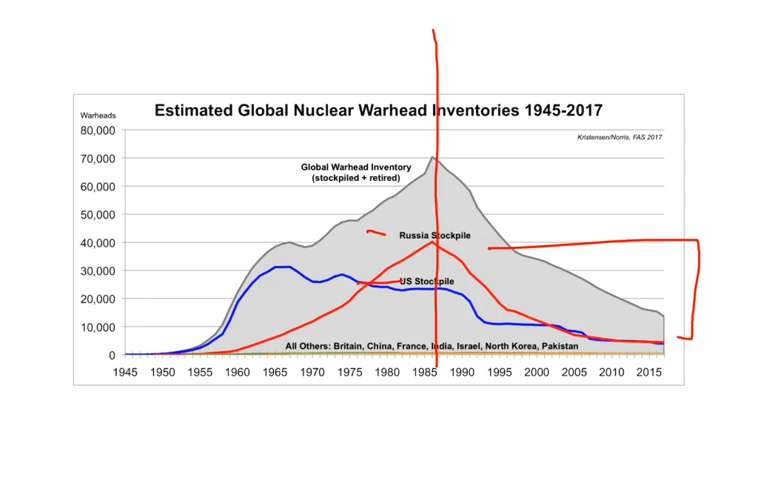 Estimated Global Nuclear Warhead Inventories 1945-2017
Warheads
Kristensen/Norris, FAS 2017
80,000
70,000
60,000
50,000
40,000
30,000
20,000
10,000
0
Global Warhead Inventory
(stockpiled + retired)
Russia Stockpile
US Stockpile
All Others: Britain, China, France, India, Israel, North Korea, Pakistan
1945 1950 1955 1960 1965 1970 1975 1980 1985 1990 1995 2000 2005 2010 2015